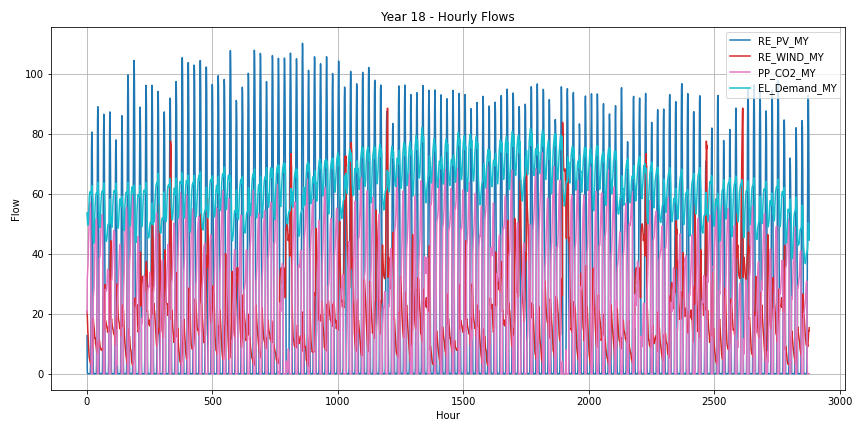 Year 18 - Hourly Flows
RE_PV_MY
RE_WIND_MY
PP_CO2_MY
EL_Demand_MY
100
80
60
40
20
0
Flow
0 500 1000 1500 2000 2500 3000
Hour